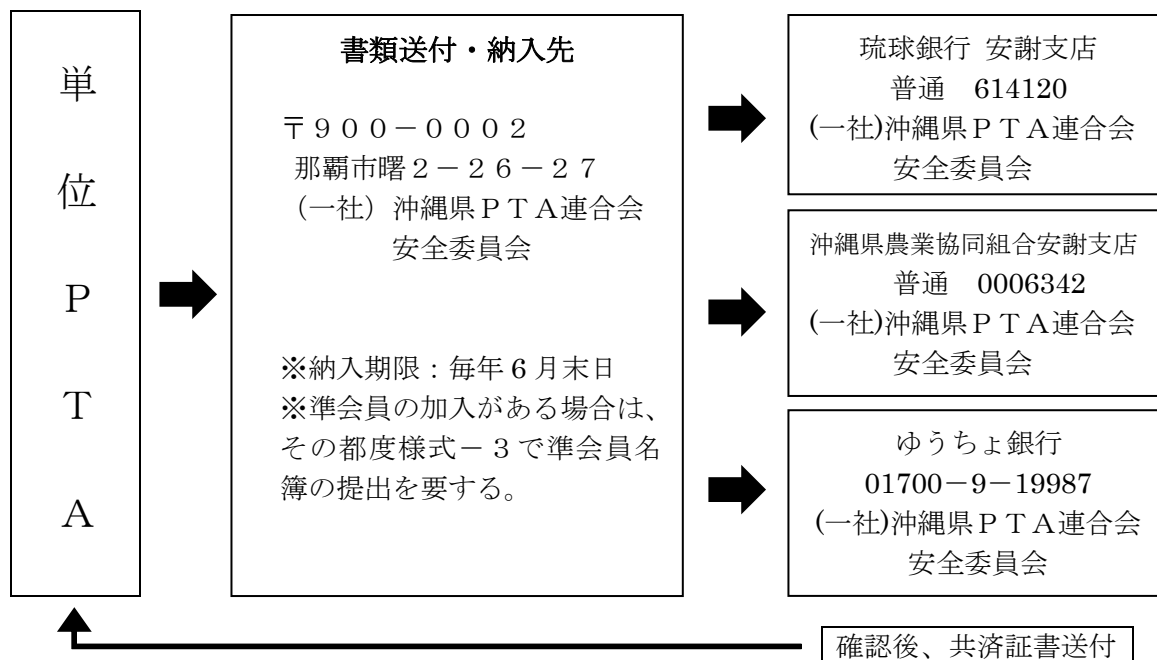 単
位
P
T
A
書類送付・納入先
〒９００－０００２
那覇市曙２－２６－２７
（一社）沖縄県ＰＴＡ連合会
安全委員会
※納入期限：毎年６月末日
※準会員の加入がある場合は、
その都度様式－３で準会員名
簿の提出を要する。
琉球銀行 安謝支店
普通　614120
(一社)沖縄県ＰＴＡ連合会
安全委員会
沖縄県農業協同組合安謝支店
普通　0006342
(一社)沖縄県ＰＴＡ連合会
安全委員会
ゆうちょ銀行
01700－9－19987
(一社)沖縄県ＰＴＡ連合会
安全委員会
確認後、共済証書送付